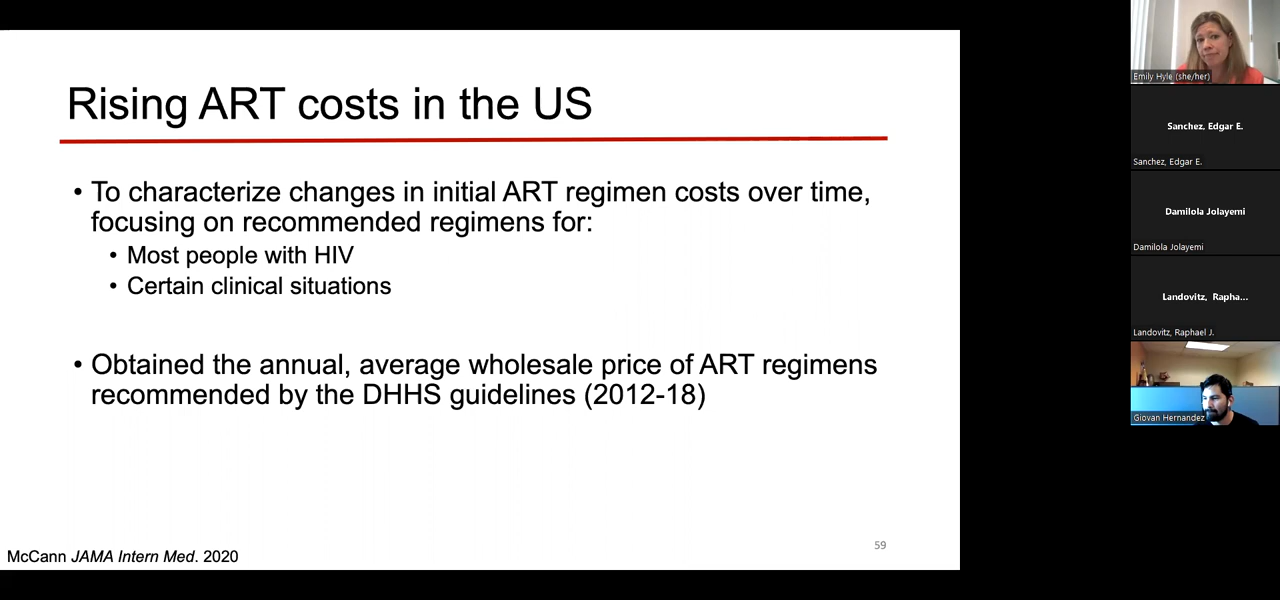 Rising ART costs in the US
• To characterize changes in initial ART regimen costs over time,
focusing on recommended regimens for:
• Most people with HIV
• Certain clinical situations
• Obtained the annual, average wholesale price of ART regimens
recommended by the DHHS guidelines (2012-18)
McCann JAMA Intern Med. 2020
59
Emily Hyle (she/her)
Sanchez, Edgar E.
Sanchez, Edgar E.
Damilola Jolayemi
Damilola Jolayemi
Landovitz, Rapha...
Landovitz, Raphael J.
Giovan Hernandez